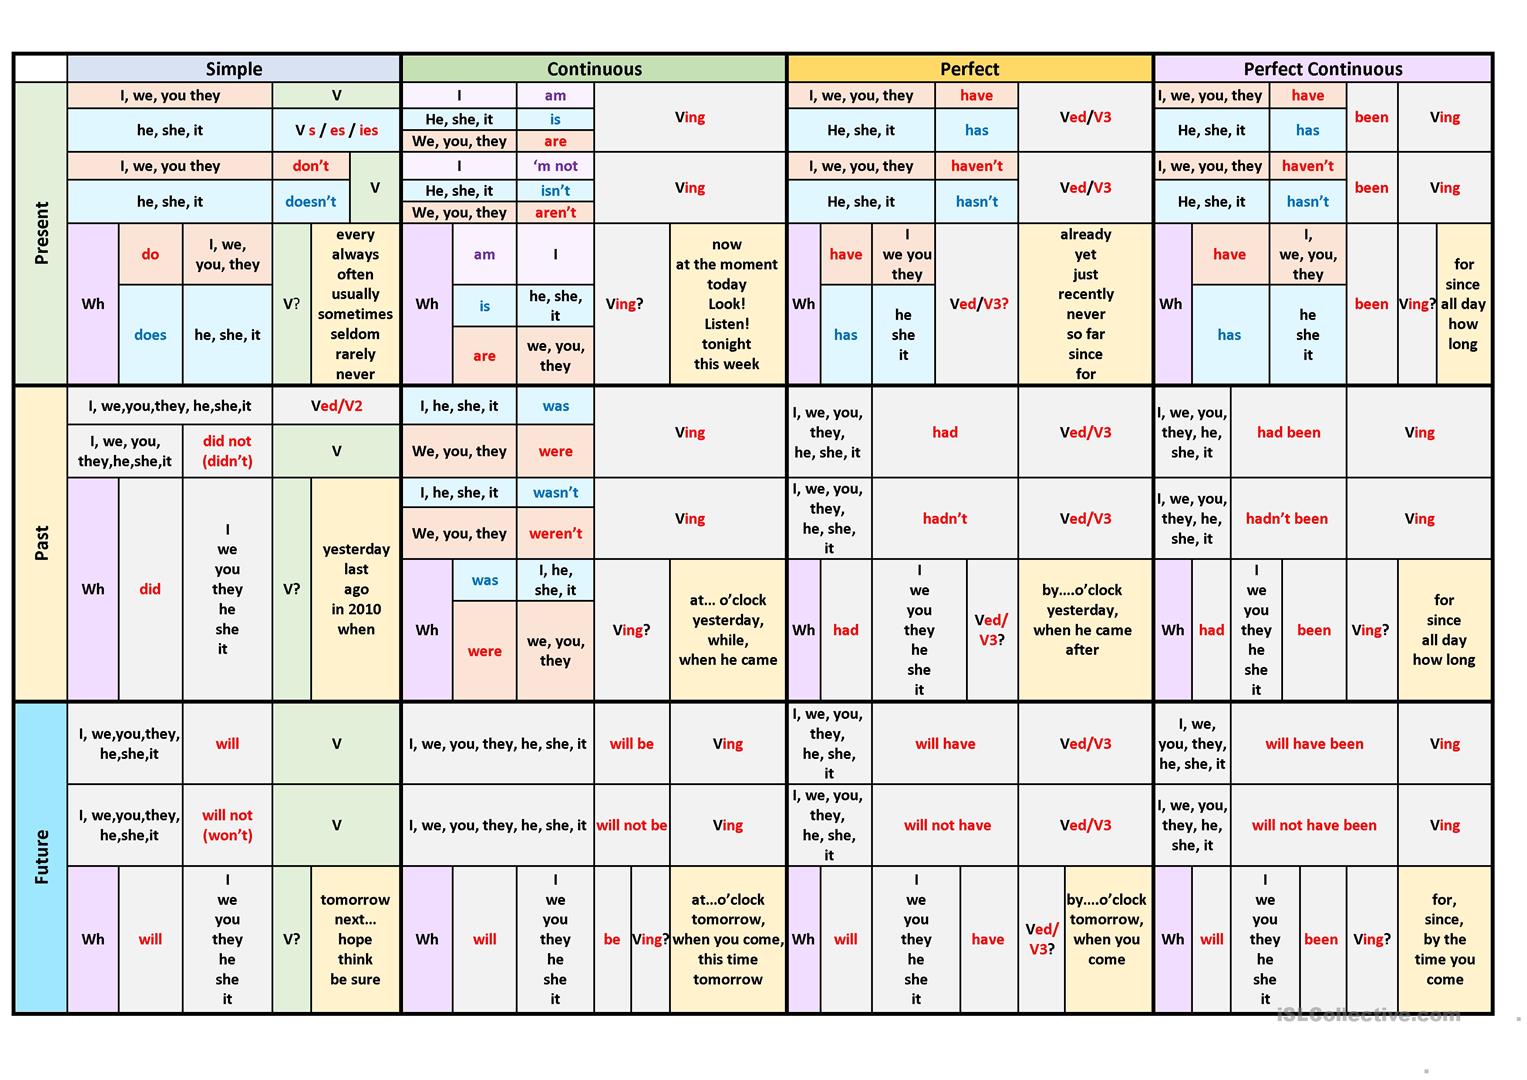 Simple Continuous Perfect Perfect Continuous
Present
I, we, you they V
he, she, it V s / es / ies
I, we, you they don't V
he, she, it doesn't
Wh do I, we, you, they V?
does he, she, it
every
always
often
usually
sometimes
seldom
rarely
never
I am Ving
He, she, it is
We, you, they are
I 'm not Ving
He, she, it isn't
We, you, they aren't
Wh am I Ving?
is he, she, it
are we, you, they
now
at the moment
today
Look!
Listen!
tonight
this week
I, we, you, they have Ved/V3
He, she, it has
I, we, you, they haven't Ved/V3
He, she, it hasn't
Wh have I we you they Ved/V3?
has he she it
already
yet
just
recently
never
so far
since
for
I, we, you, they have been Ving
He, she, it has
I, we, you, they haven't been Ving
He, she, it hasn't
Wh have I, we, you, they been Ving?
has he she it
for
since
all day
how
long
Past
I, we,you,they, he,she,it Ved/V2
I, we, you, they,he,she,it did not (didn't) V
Wh did I we you they he she it V?
yesterday
last
ago
in 2010
when
I, he, she, it was Ving
We, you, they were
I, he, she, it wasn't Ving
We, you, they weren't
Wh was I, he, she, it Ving?
were we, you, they
at... o'clock
yesterday,
while,
when he came
I, we, you, they, he, she, it had Ved/V3
I, we, you, they, he, she, it hadn't Ved/V3
Wh had I we you they he she it Ved/ V3?
by....o'clock
yesterday,
when he came
after
I, we, you, they, he, she, it had been Ving
I, we, you, they, he, she, it hadn't been Ving
Wh had I we you they he she it been Ving?
for
since
all day
how long
Future
I, we,you,they, he,she,it will V
I, we,you,they, he,she,it will not (won't) V
Wh will I we you they he she it V?
tomorrow
next...
hope
think
be sure
I, we, you, they, he, she, it will be Ving
I, we, you, they, he, she, it will not be Ving
Wh will I we you they he she it be Ving?
at...o'clock
tomorrow,
when you come,
this time
tomorrow
I, we, you, they, he, she, it will have Ved/V3
I, we, you, they, he, she, it will not have Ved/V3
Wh will I we you they he she it have Ved/ V3?
by....o'clock
tomorrow,
when you
come
I, we, you, they, he, she, it will have been Ving
I, we, you, they, he, she, it will not have been Ving
Wh will I we you they he she it been Ving?
for,
since,
by the
time you
come
iSLCollective.com